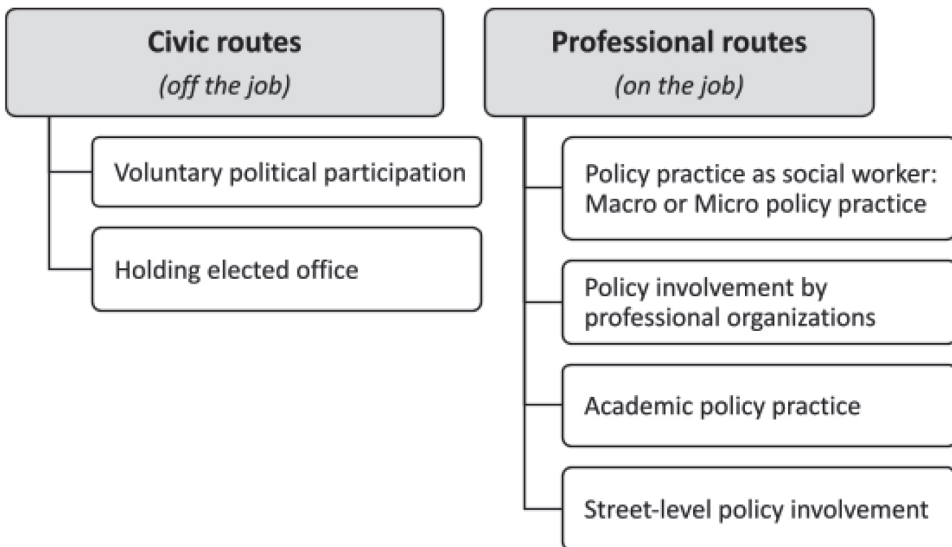 Civic routes
(off the job)
Voluntary political participation
Holding elected office
Professional routes
(on the job)
Policy practice as social worker:
Macro or Micro policy practice
Policy involvement by
professional organizations
Academic policy practice
Street-level policy involvement